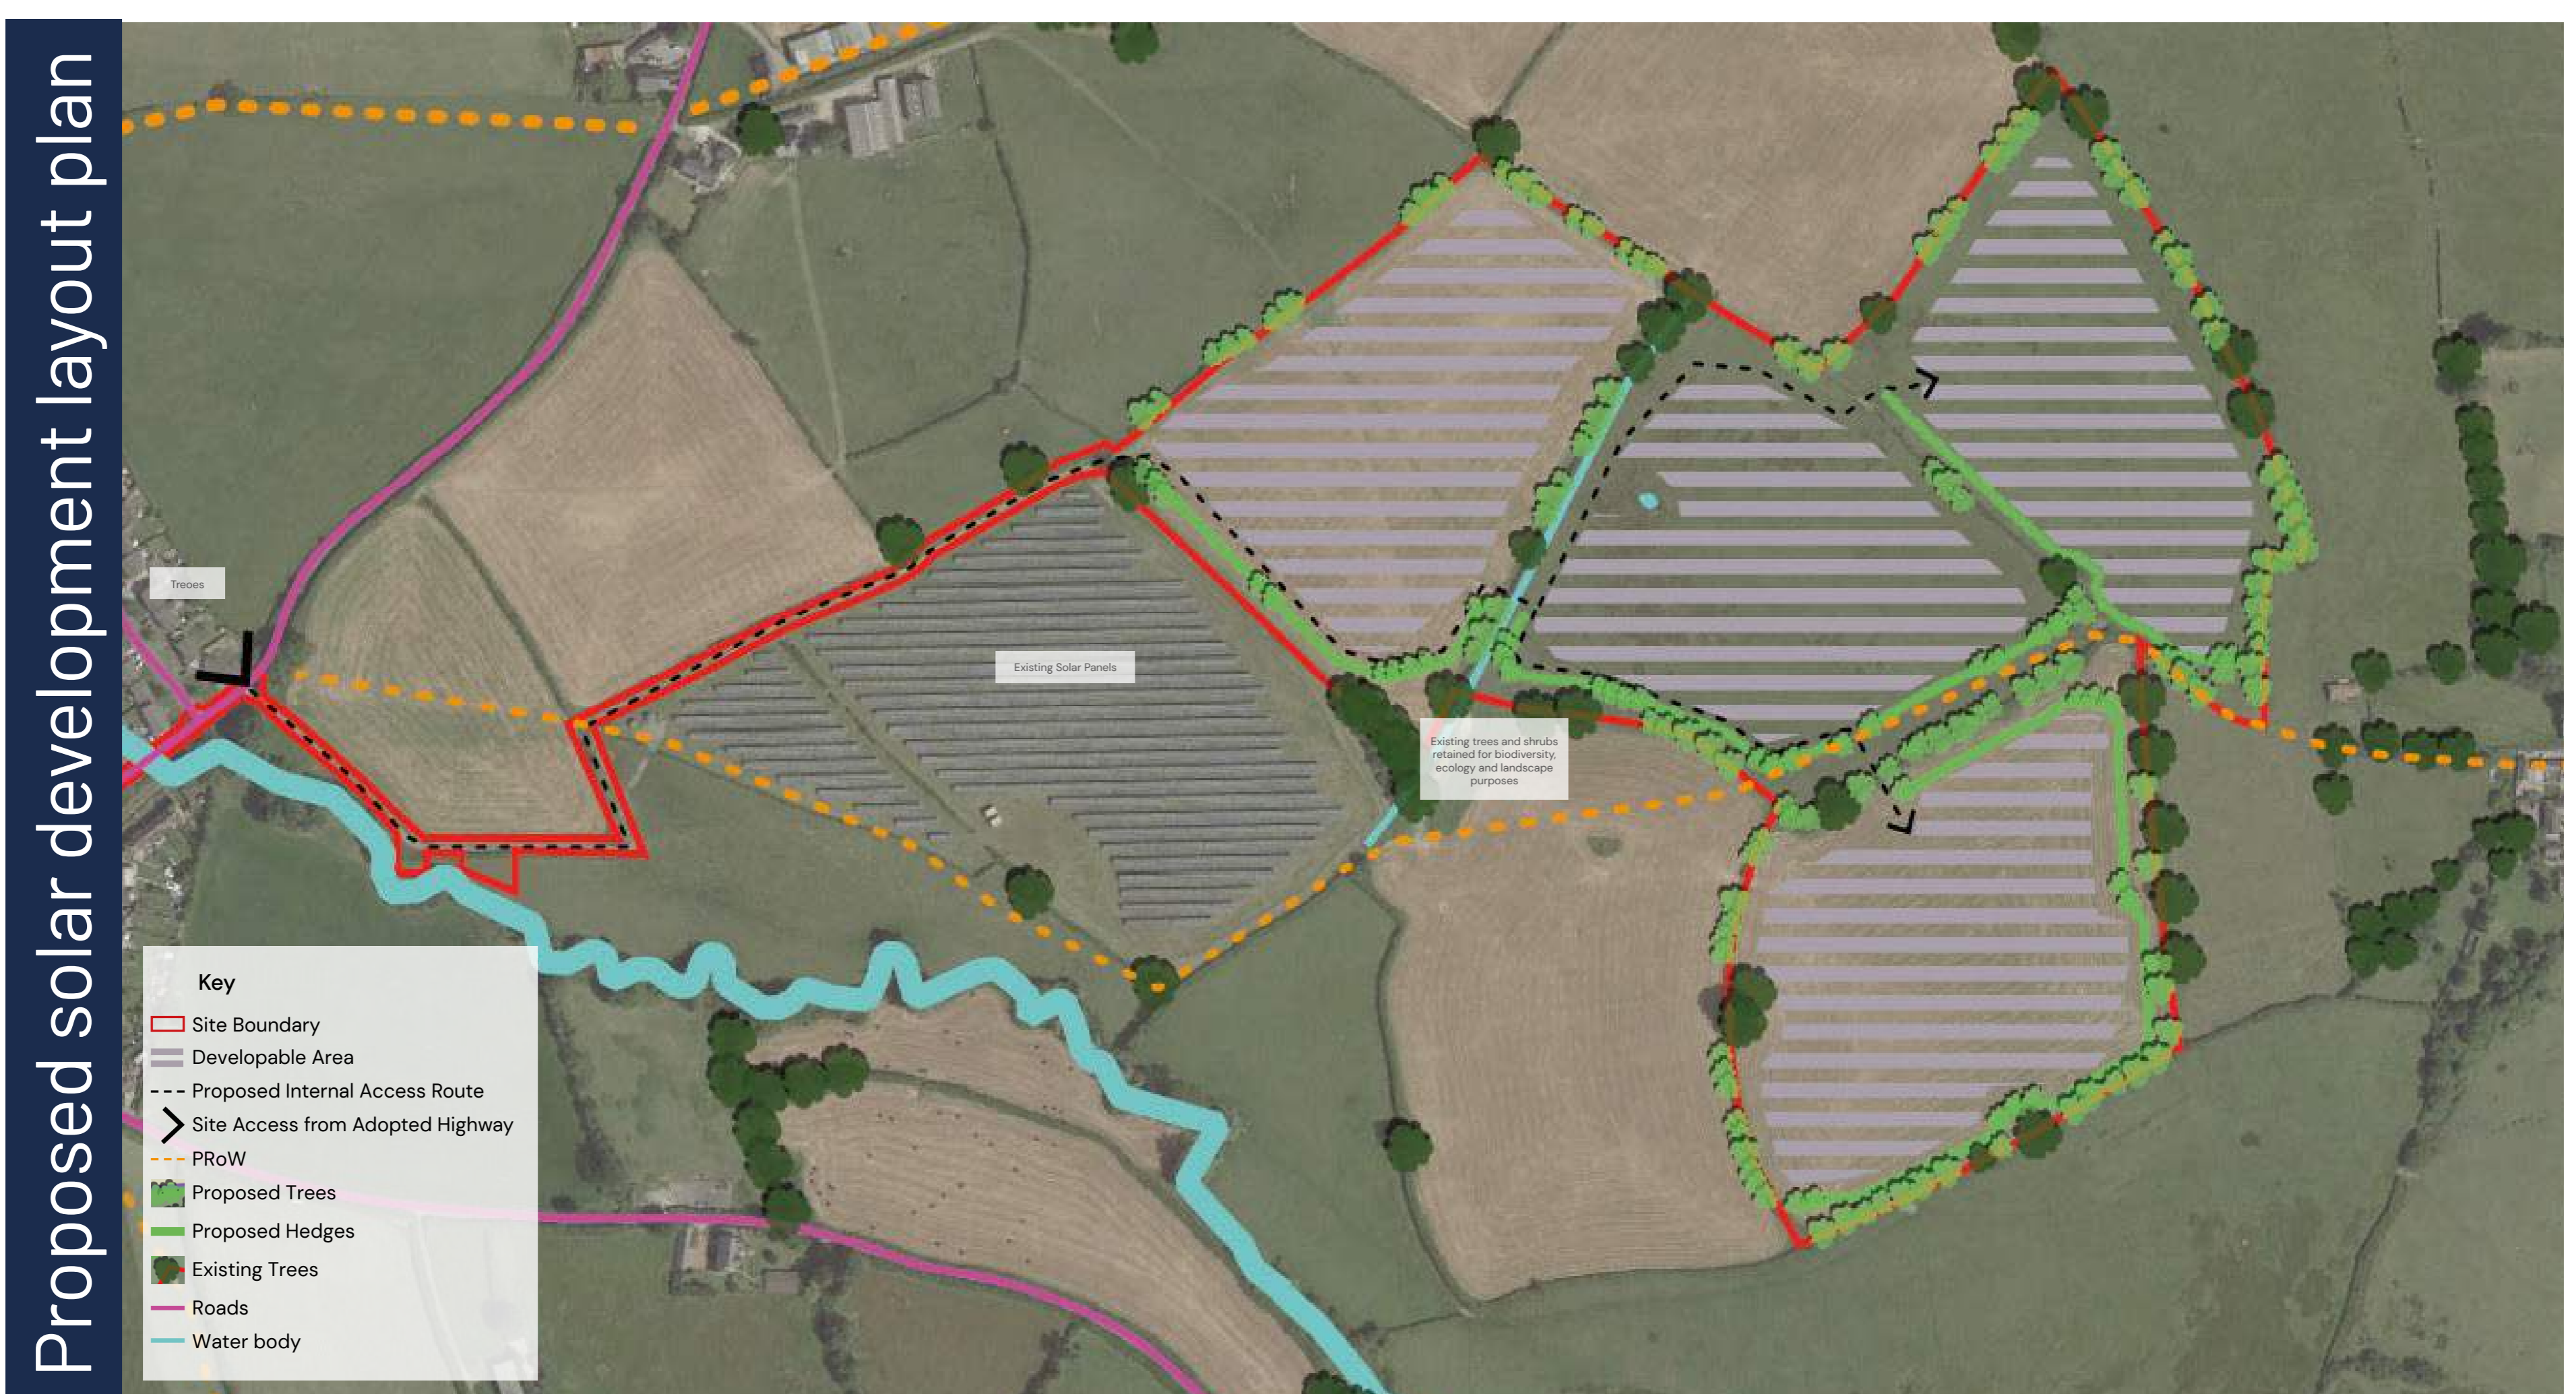 Proposed solar development layout plan
Treoes
Existing Solar Panels
Existing trees and shrubs
retained for biodiversity,
ecology and landscape
purposes
Key
Site Boundary
Developable Area
Proposed Internal Access Route
Site Access from Adopted Highway
PRoW
Proposed Trees
Proposed Hedges
Existing Trees
Roads
Water body